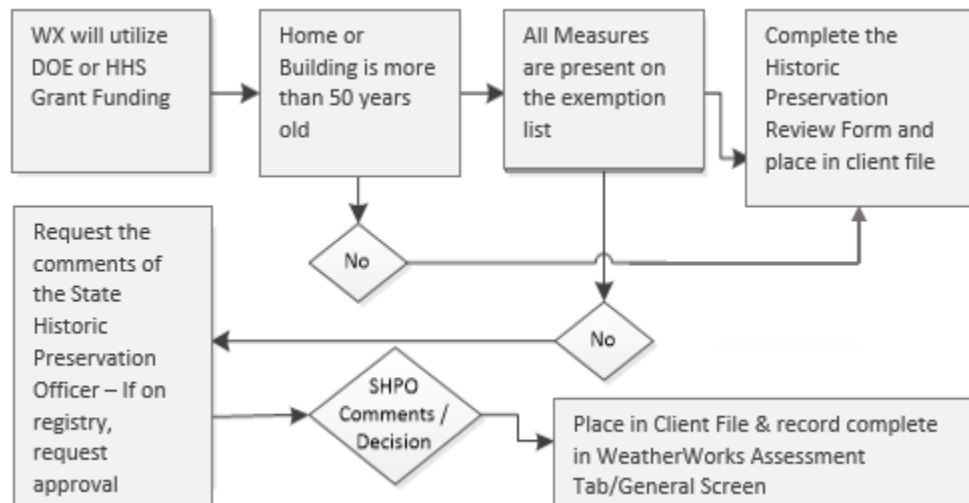 WX will utilize
DOE or HHS
Grant Funding
Home or
Building is more
than 50 years
old
All Measures
are present on
the exemption
list
Complete the
Historic
Preservation
Review Form and
place in client file
No
No
Request the
comments of
the State
Historic
Preservation
Officer – If on
registry,
request
approval
SHPO
Comments /
Decision
Place in Client File & record complete
in WeatherWorks Assessment
Tab/General Screen